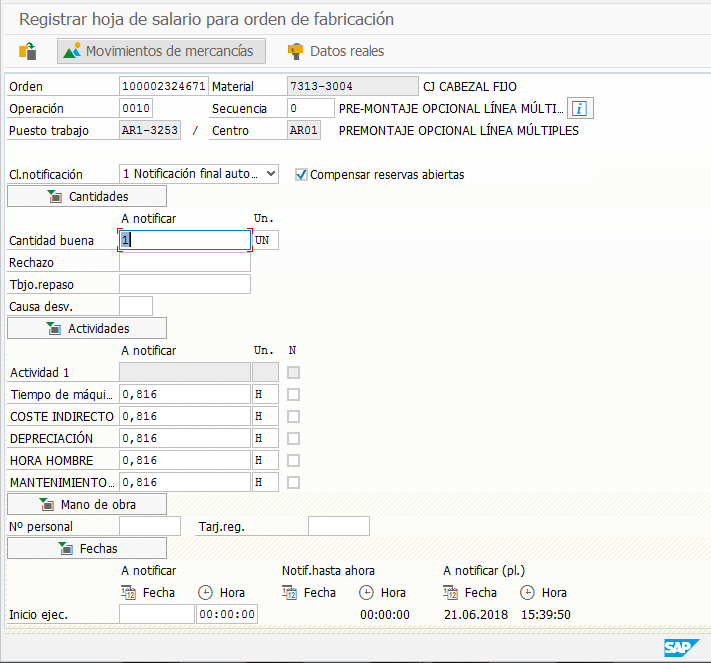 Registrar hoja de salario para orden de fabricación
Movimientos de mercancías Datos reales
Orden 100002324671 Material 7313-3004 CJ CABEZAL FIJO
Operación 0010 Secuencia 0 PRE-MONTAJE OPCIONAL LÍNEA MÚLTI...
Puesto trabajo AR1-3253 / Centro AR01 PREMONTAJE OPCIONAL LÍNEA MÚLTIPLES
Cl.notificación 1 Notificación final auto... Compensar reservas abiertas
Cantidades
A notificar Un.
Cantidad buena 1 UN
Rechazo
Tbjo.repaso
Causa desv.
Actividades
A notificar Un. N
Actividad 1
Tiempo de máqui... 0,816 H
COSTE INDIRECTO 0,816 H
DEPRECIACIÓN 0,816 H
HORA HOMBRE 0,816 H
MANTENIMIENTO... 0,816 H
Mano de obra
Nº personal Tarj.reg.
Fechas
A notificar Notif.hasta ahora A notificar (pl.)
Fecha Hora Fecha Hora Fecha Hora
Inicio ejec. 00:00:00 00:00:00 21.06.2018 15:39:50
SAP